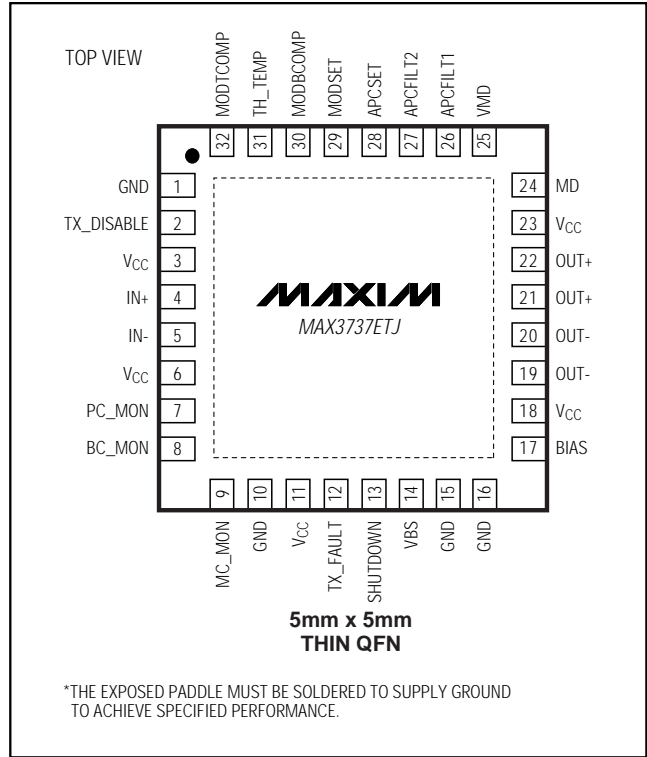 TOP VIEW
MODTCOMP
TH_TEMP
MODBCOMP
MODSET
APCSET
APCFILT2
APCFILT1
VMD
32 31 30 29 28 27 26 25
GND 1
TX_DISABLE 2
VCC 3
IN+ 4
IN- 5
VCC 6
PC_MON 7
BC_MON 8
MAXIM
MAX3737ETJ
24 MD
23 VCC
22 OUT+
21 OUT+
20 OUT-
19 OUT-
18 VCC
17 BIAS
9 10 11 12 13 14 15 16
MC_MON
GND
VCC
TX_FAULT
SHUTDOWN
VBS
GND
GND
5mm x 5mm
THIN QFN
*THE EXPOSED PADDLE MUST BE SOLDERED TO SUPPLY GROUND
TO ACHIEVE SPECIFIED PERFORMANCE.